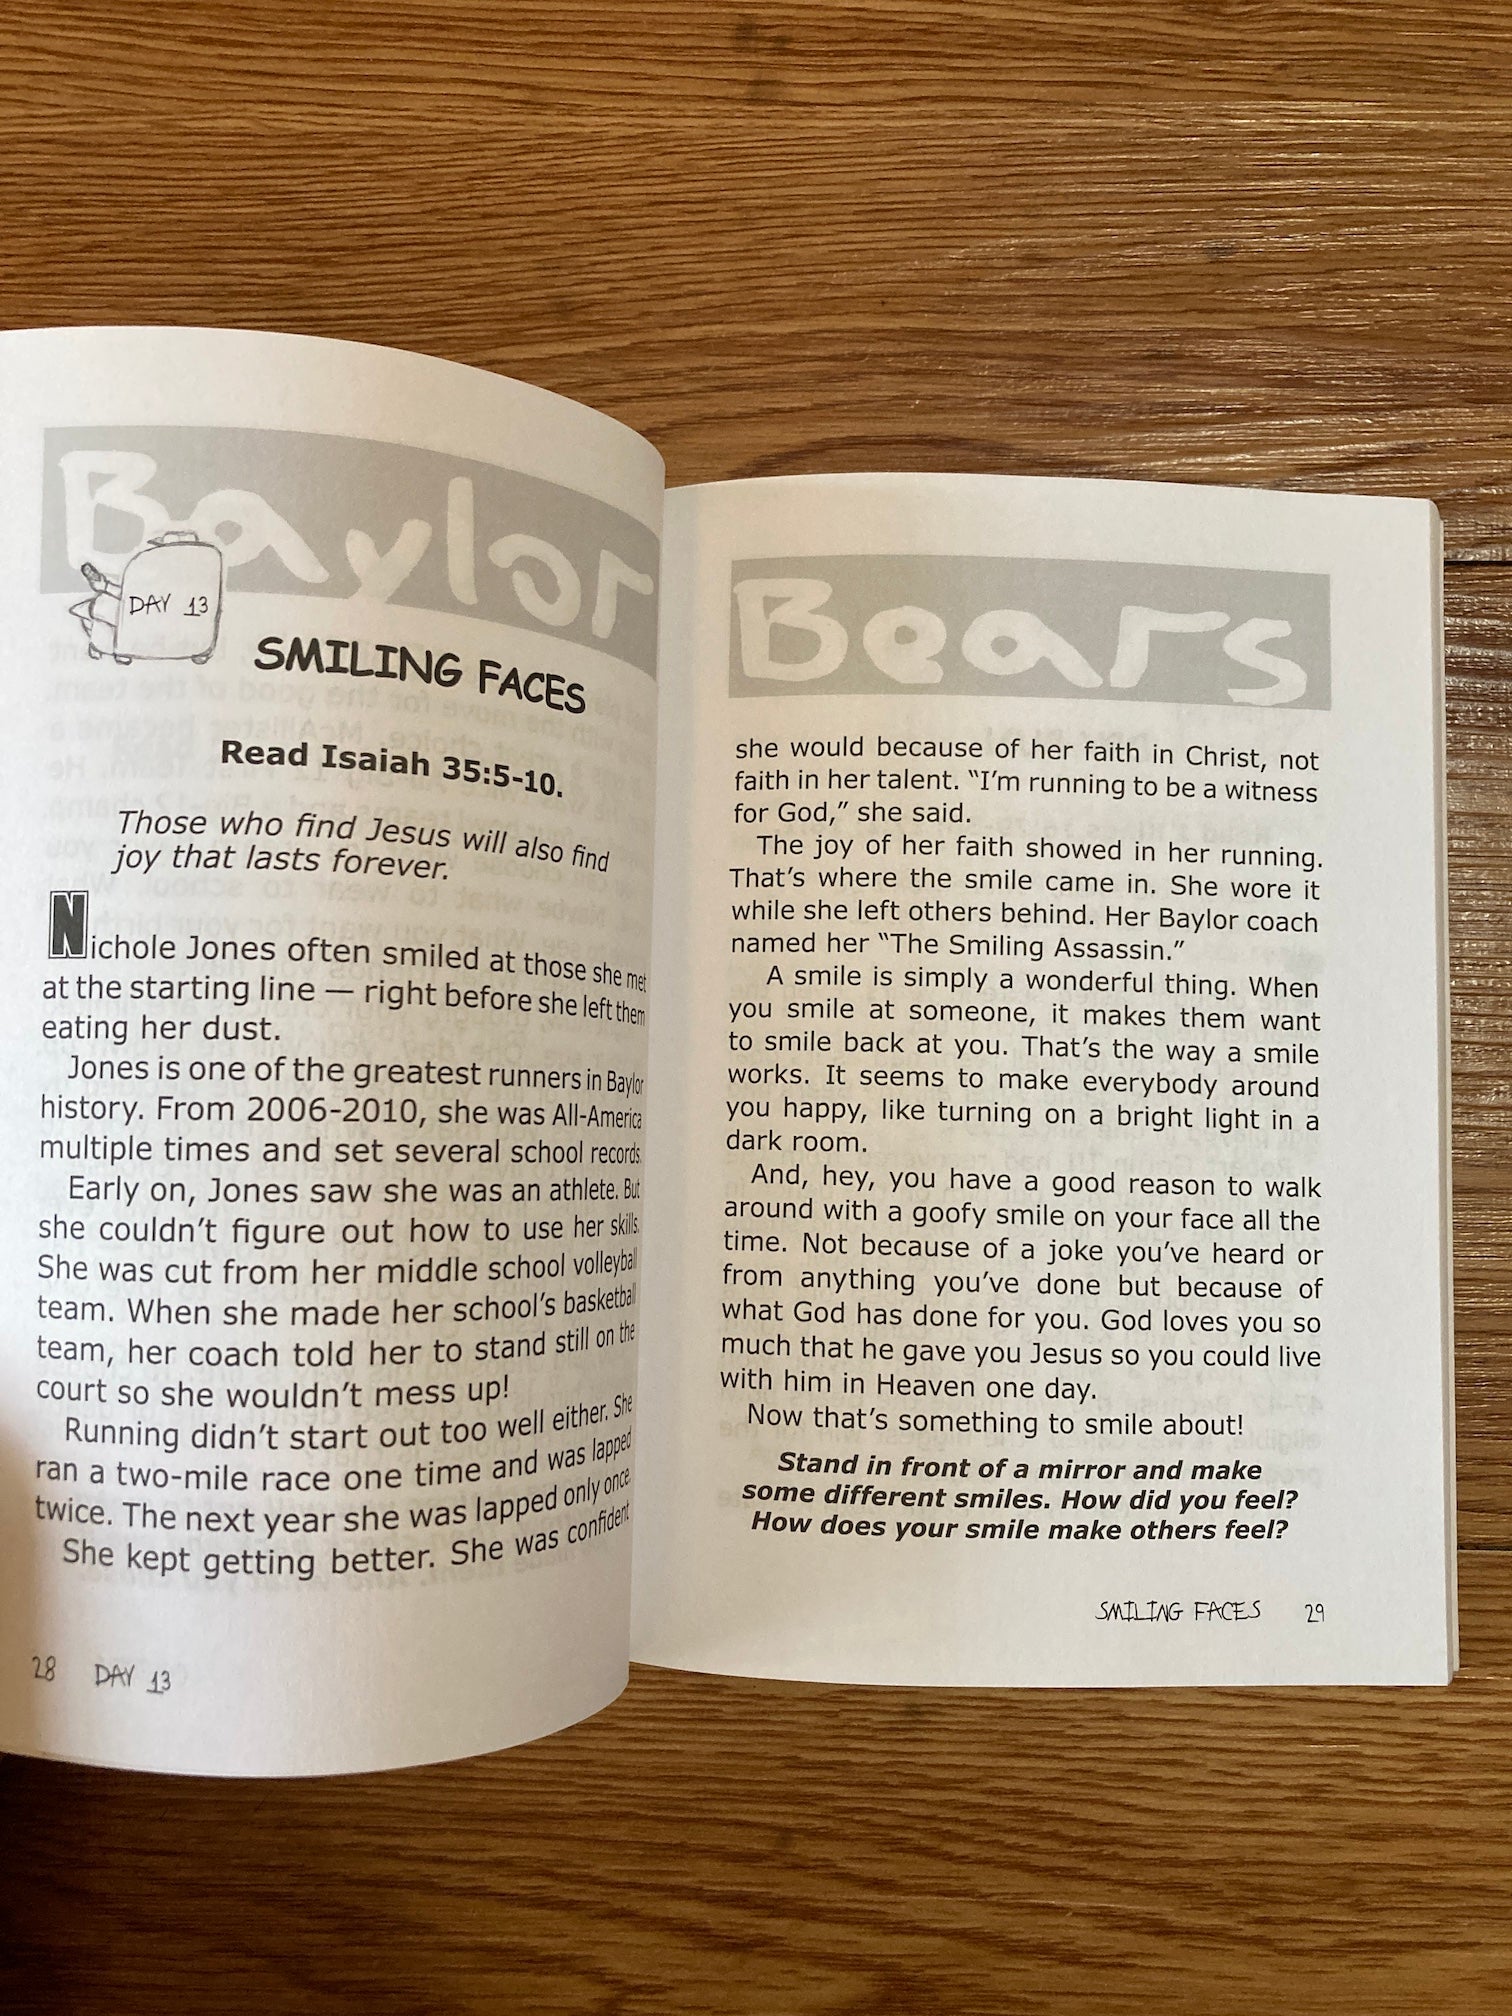 Baylor
DAY 13
SMILING FACES
Read Isaiah 35:5-10.
Those who find Jesus will also find
joy that lasts forever.
Nichole Jones often smiled at those she met
at the starting line — right before she left them
eating her dust.
Jones is one of the greatest runners in Baylor
history. From 2006-2010, she was All-America
multiple times and set several school records.
Early on, Jones saw she was an athlete. But
she couldn't figure out how to use her skills.
She was cut from her middle school volleyball
team. When she made her school's basketball
team, her coach told her to stand still on the
court so she wouldn't mess up!
Running didn't start out too well either. She
ran a two-mile race one time and was lapped
twice. The next year she was lapped only once.
She kept getting better. She was confident
28 DAY 13
Bears
she would because of her faith in Christ, not
faith in her talent. “I'm running to be a witness
for God,” she said.
The joy of her faith showed in her running.
That's where the smile came in. She wore it
while she left others behind. Her Baylor coach
named her “The Smiling Assassin.”
A smile is simply a wonderful thing. When
you smile at someone, it makes them want
to smile back at you. That's the way a smile
works. It seems to make everybody around
you happy, like turning on a bright light in a
dark room.
And, hey, you have a good reason to walk
around with a goofy smile on your face all the
time. Not because of a joke you've heard or
from anything you've done but because of
what God has done for you. God loves you so
much that he gave you Jesus so you could live
with him in Heaven one day.
Now that's something to smile about!
Stand in front of a mirror and make
some different smiles. How did you feel?
How does your smile make others feel?
SMILING FACES 29